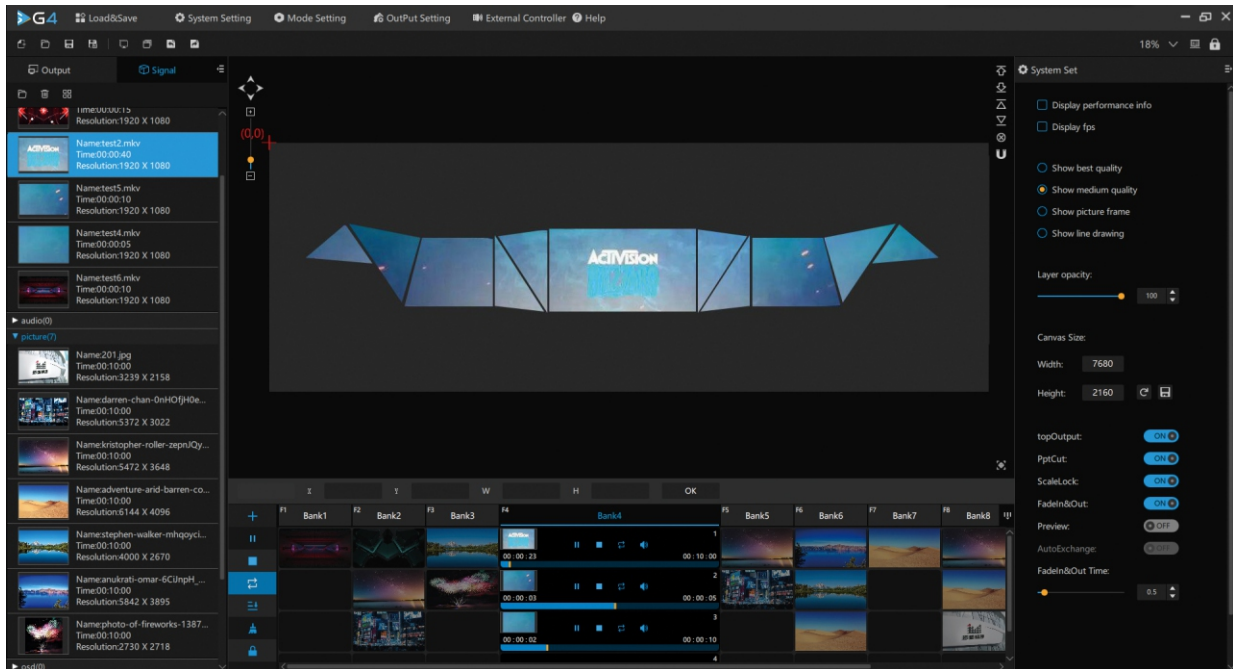 G4 Load&Save System Setting Mode Setting OutPut Setting External Controller Help
18%
Output Signal
Time:00:00:15
Resolution:1920 X 1080
Name:test2.mkv
Time:00:00:40
Resolution:1920 X 1080
Name:test5.mkv
Time:00:00:10
Resolution:1920 X 1080
Name:test4.mkv
Time:00:00:05
Resolution:1920 X 1080
Name:test6.mkv
Time:00:00:10
Resolution:1920 X 1080
audio(0)
picture(7)
Name:201.jpg
Time:00:10:00
Resolution:3239 X 2158
Name:darren-chan-0nHOfjH0e...
Time:00:10:00
Resolution:5372 X 3022
Name:kristopher-roller-zepnJQy...
Time:00:10:00
Resolution:5472 X 3648
Name:adventure-arid-barren-co...
Time:00:10:00
Resolution:6144 X 4096
Name:stephen-walker-mhqoyci...
Time:00:10:00
Resolution:4000 X 2670
Name:anukrati-omar-6CiJnpH_...
Time:00:10:00
Resolution:5842 X 3895
Name:photo-of-fireworks-1387...
Time:00:10:00
Resolution:2730 X 2718
osd(0)
(0,0)
ACTIVISION
X Y W H OK
F1 Bank1 F2 Bank2 F3 Bank3 F4 Bank4 F5 Bank5 F6 Bank6 F7 Bank7 F8 Bank8
1
00 : 00 : 23 00 : 10 : 00
2
00 : 00 : 03 00 : 00 : 05
3
00 : 00 : 02 00 : 00 : 10
4
System Set
Display performance info
Display fps
Show best quality
Show medium quality
Show picture frame
Show line drawing
Layer opacity:
100
Canvas Size:
Width: 7680
Height: 2160
topOutput: ON
PptCut: ON
ScaleLock: ON
FadeIn&Out: ON
Preview: OFF
AutoExchange: OFF
FadeIn&Out Time:
0.5